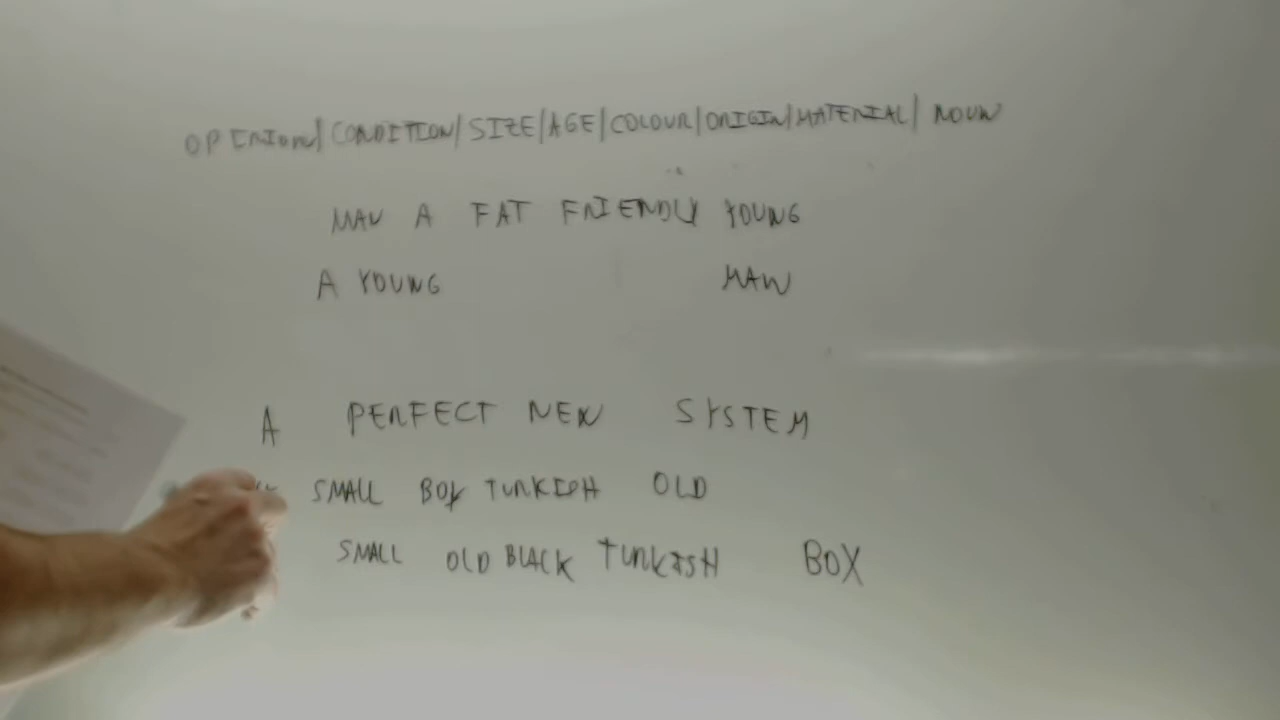 OPINION/CONDITION/SIZE/AGE/COLOUR/ORIGIN/MATERIAL/NOUN
MAN A FAT FRIENDLY YOUNG
A YOUNG MAN
A PERFECT NEW SYSTEM
SMALL BOX TURKISH OLD
SMALL OLD BLACK TURKISH BOX